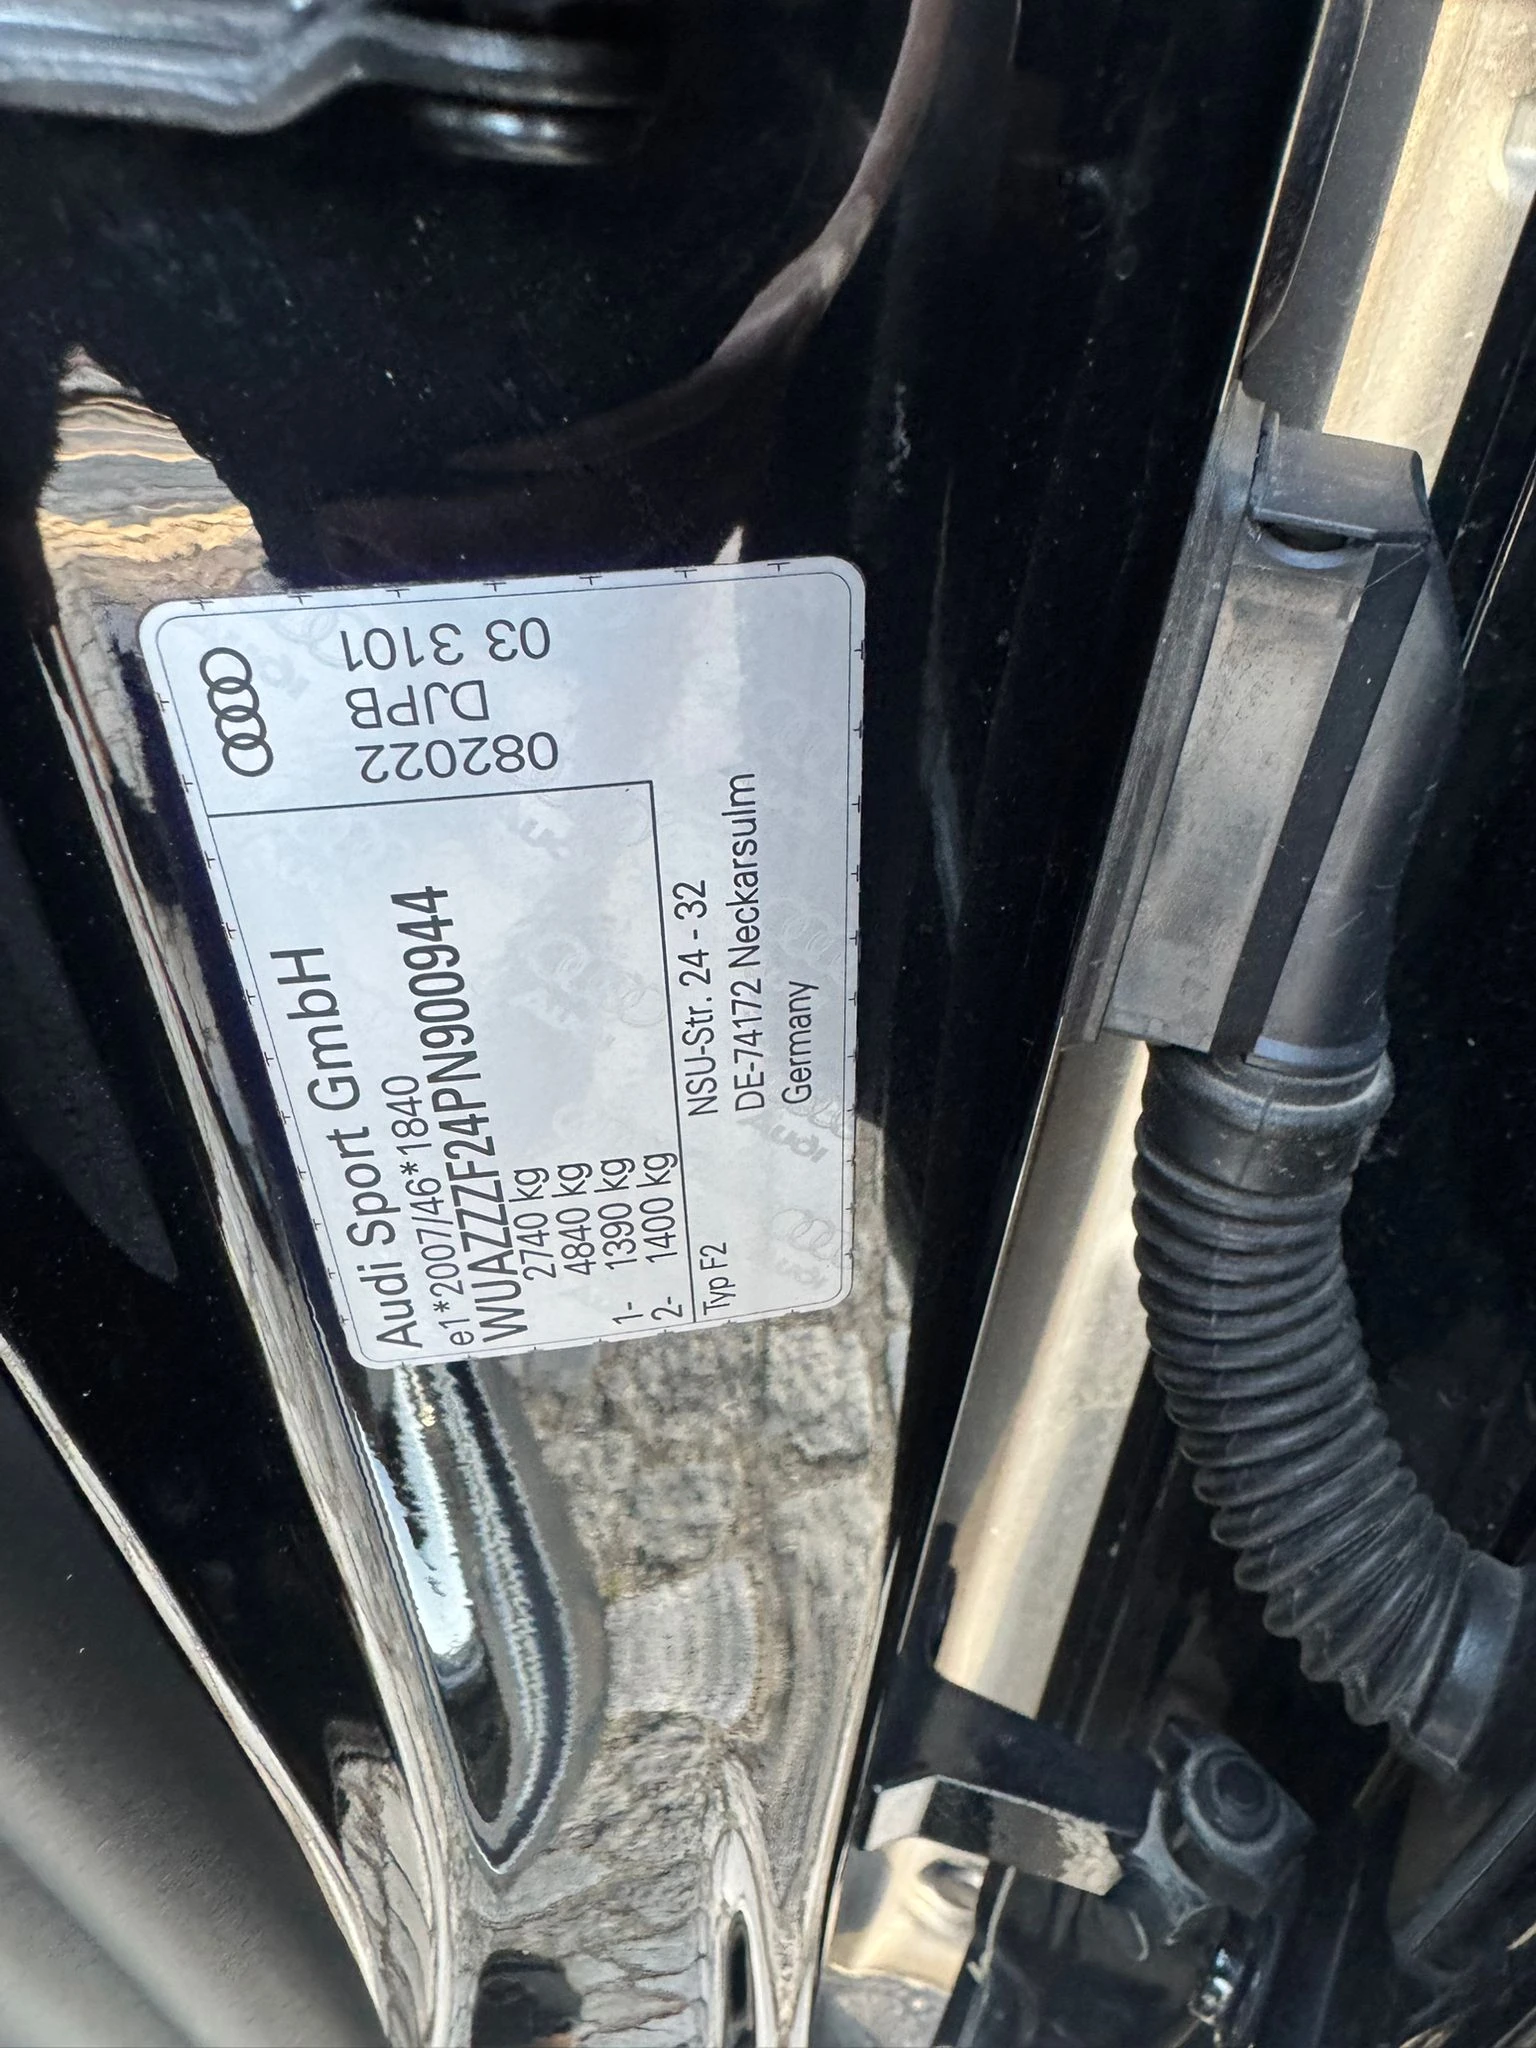 Audi Sport GmbH
e1*2007/46*1840
WUAZZZF24PN900944
2740 kg
4840 kg
1- 1390 kg
2- 1400 kg
Typ F2
NSU-Str. 24 - 32
DE-74172 Neckarsulm
Germany
082022
DJPB
03 3101